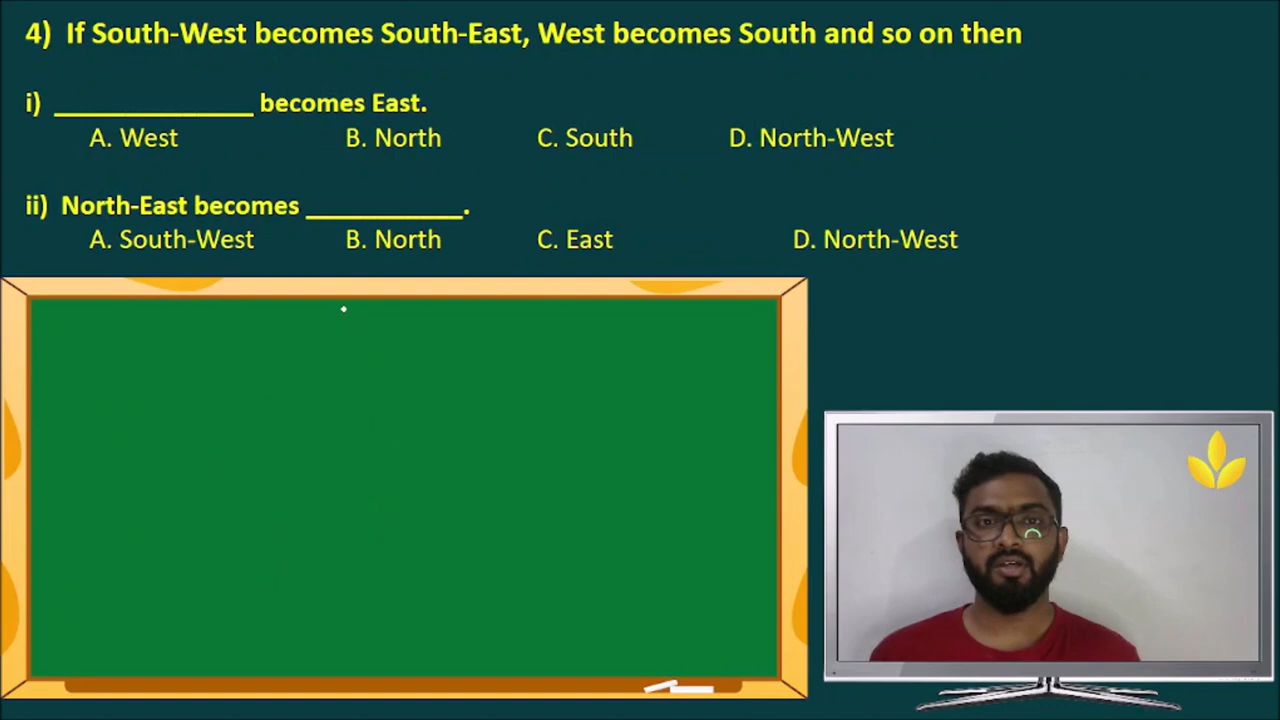 4) If South-West becomes South-East, West becomes South and so on then
i) ______________ becomes East.
A. West B. North C. South D. North-West
ii) North-East becomes ___________.
A. South-West B. North C. East D. North-West